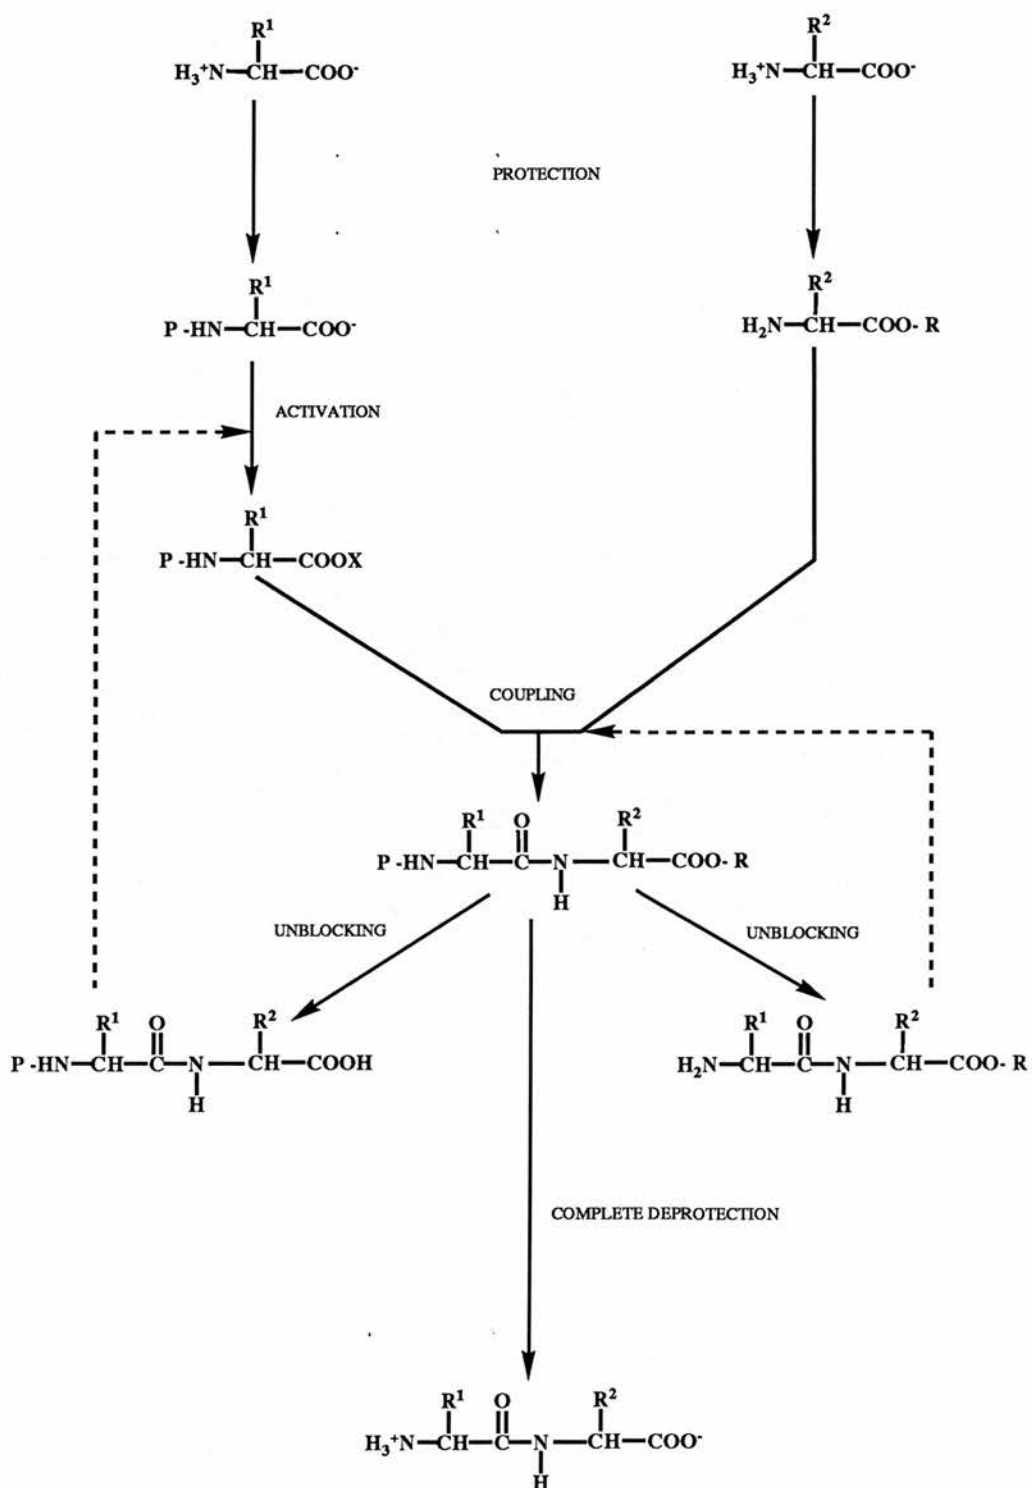 R¹ R²
H₃⁺N—CH—COO⁻ H₃⁺N—CH—COO⁻
PROTECTION
R¹ R²
P -HN—CH—COO⁻ H₂N—CH—COO- R
ACTIVATION
R¹
P -HN—CH—COOX
COUPLING
R¹ O R²
P -HN—CH—C—N—CH—COO- R
H
UNBLOCKING UNBLOCKING
R¹ O R² R¹ O R²
P -HN—CH—C—N—CH—COOH H₂N—CH—C—N—CH—COO- R
H H
COMPLETE DEPROTECTION
R¹ O R²
H₃⁺N—CH—C—N—CH—COO⁻
H